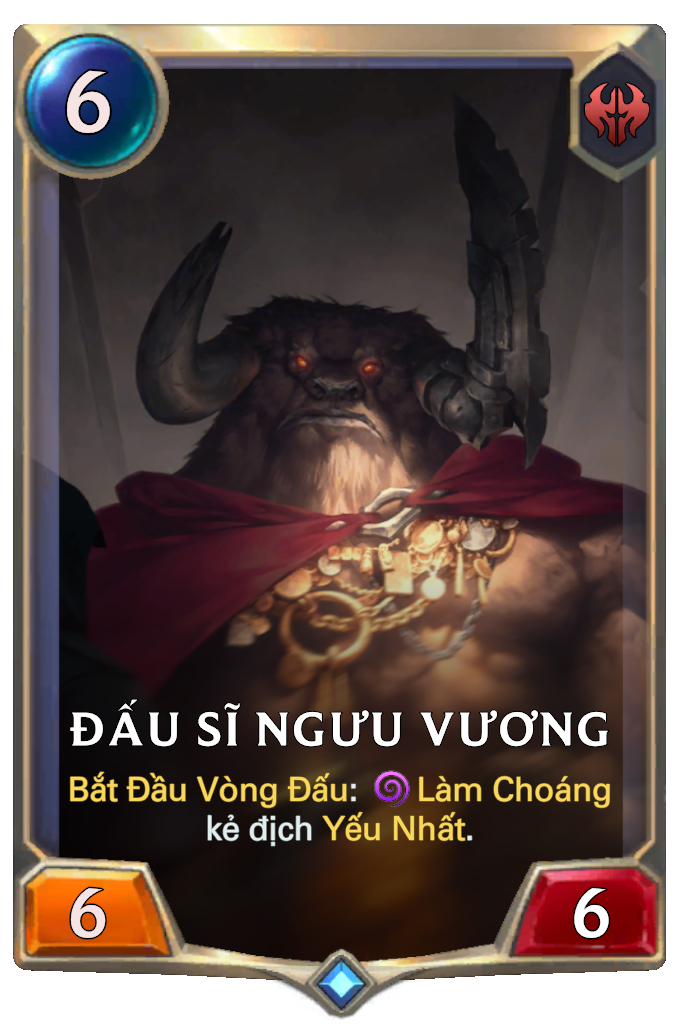 6
ĐẤU SĨ NGƯU VƯƠNG
Bắt Đầu Vòng Đấu: Làm Choáng
kẻ địch Yếu Nhất.
6
6